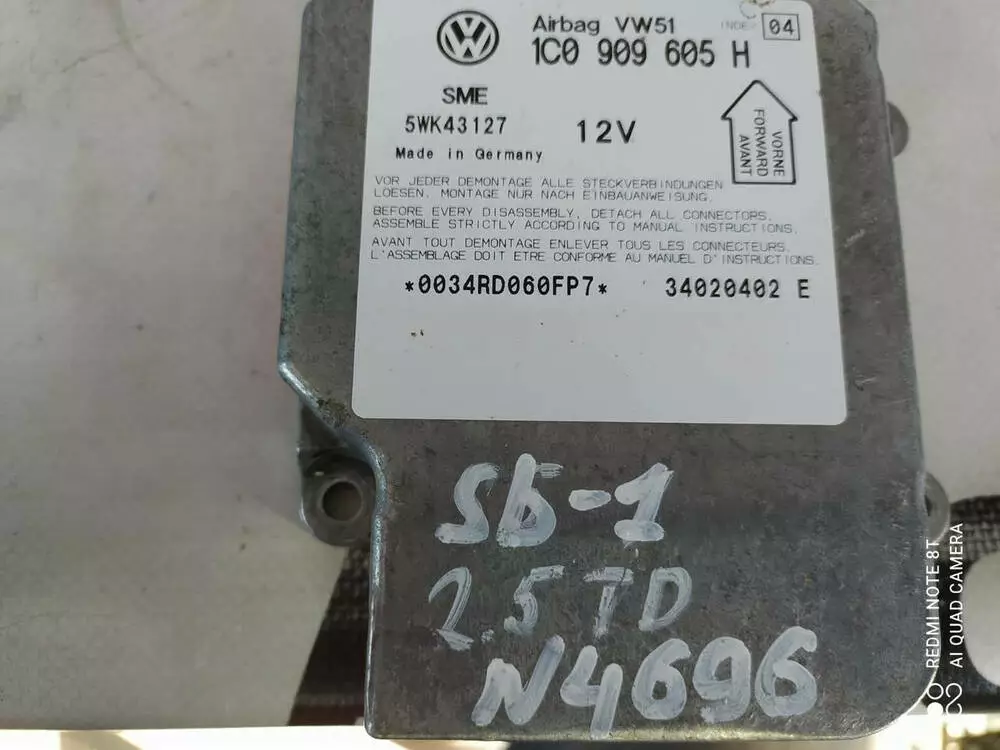 Airbag VW51
INDEX 04
1C0 909 605 H
SME
5WK43127
12V
Made in Germany
VORNE
FORWARD
AVANT
VOR JEDER DEMONTAGE ALLE STECKVERBINDUNGEN
LOESEN. MONTAGE NUR NACH EINBAUANWEISUNG.
BEFORE EVERY DISASSEMBLY, DETACH ALL CONNECTORS.
ASSEMBLE STRICTLY ACCORDING TO MANUAL INSTRUCTIONS.
AVANT TOUT DEMONTAGE ENLEVER TOUS LES CONNECTEURS.
L'ASSEMBLAGE DOIT ETRE CONFORME AU MANUEL D'INSTRUCTIONS.
*0034RD060FP7* 34020402 E
Sb-1
2.5 TD
N4696
REDMI NOTE 8T
AI QUAD CAMERA